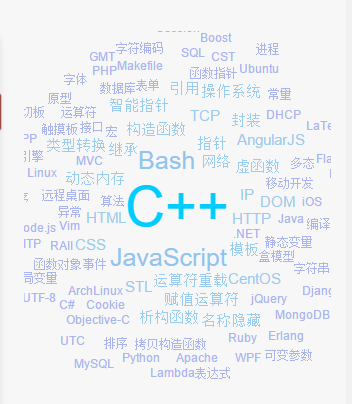 Boost
字符编码
SQL CST 进程
GMT Makefile
PHP 函数指针 Ubuntu
字体 数据库 表单 引用 操作系统 常量
原型 智能指针
运算符 TCP 封装 DHCP
触摸板 接口 宏 构造函数 LaTe
类型转换 继承 指针 AngularJS
MVC Bash 网络 虚函数 多态
Linux 动态内存 移动开发
远程桌面 算法 C++ IP DOM iOS
异常 HTML HTTP Java 编译
ode.js Vim .NET
RAII CSS JavaScript 模板 静态变量
函数对象 事件 盒模型
字符串
局变量 STL 运算符重载 CentOS
UTF-8 ArchLinux 赋值运算符 jQuery Djang
C# Cookie
Objective-C 析构函数 名称隐藏 MongoDB
UTC 排序 拷贝构造函数 Ruby Erlang
MySQL Python Apache WPF 可变参数
Lambda表达式